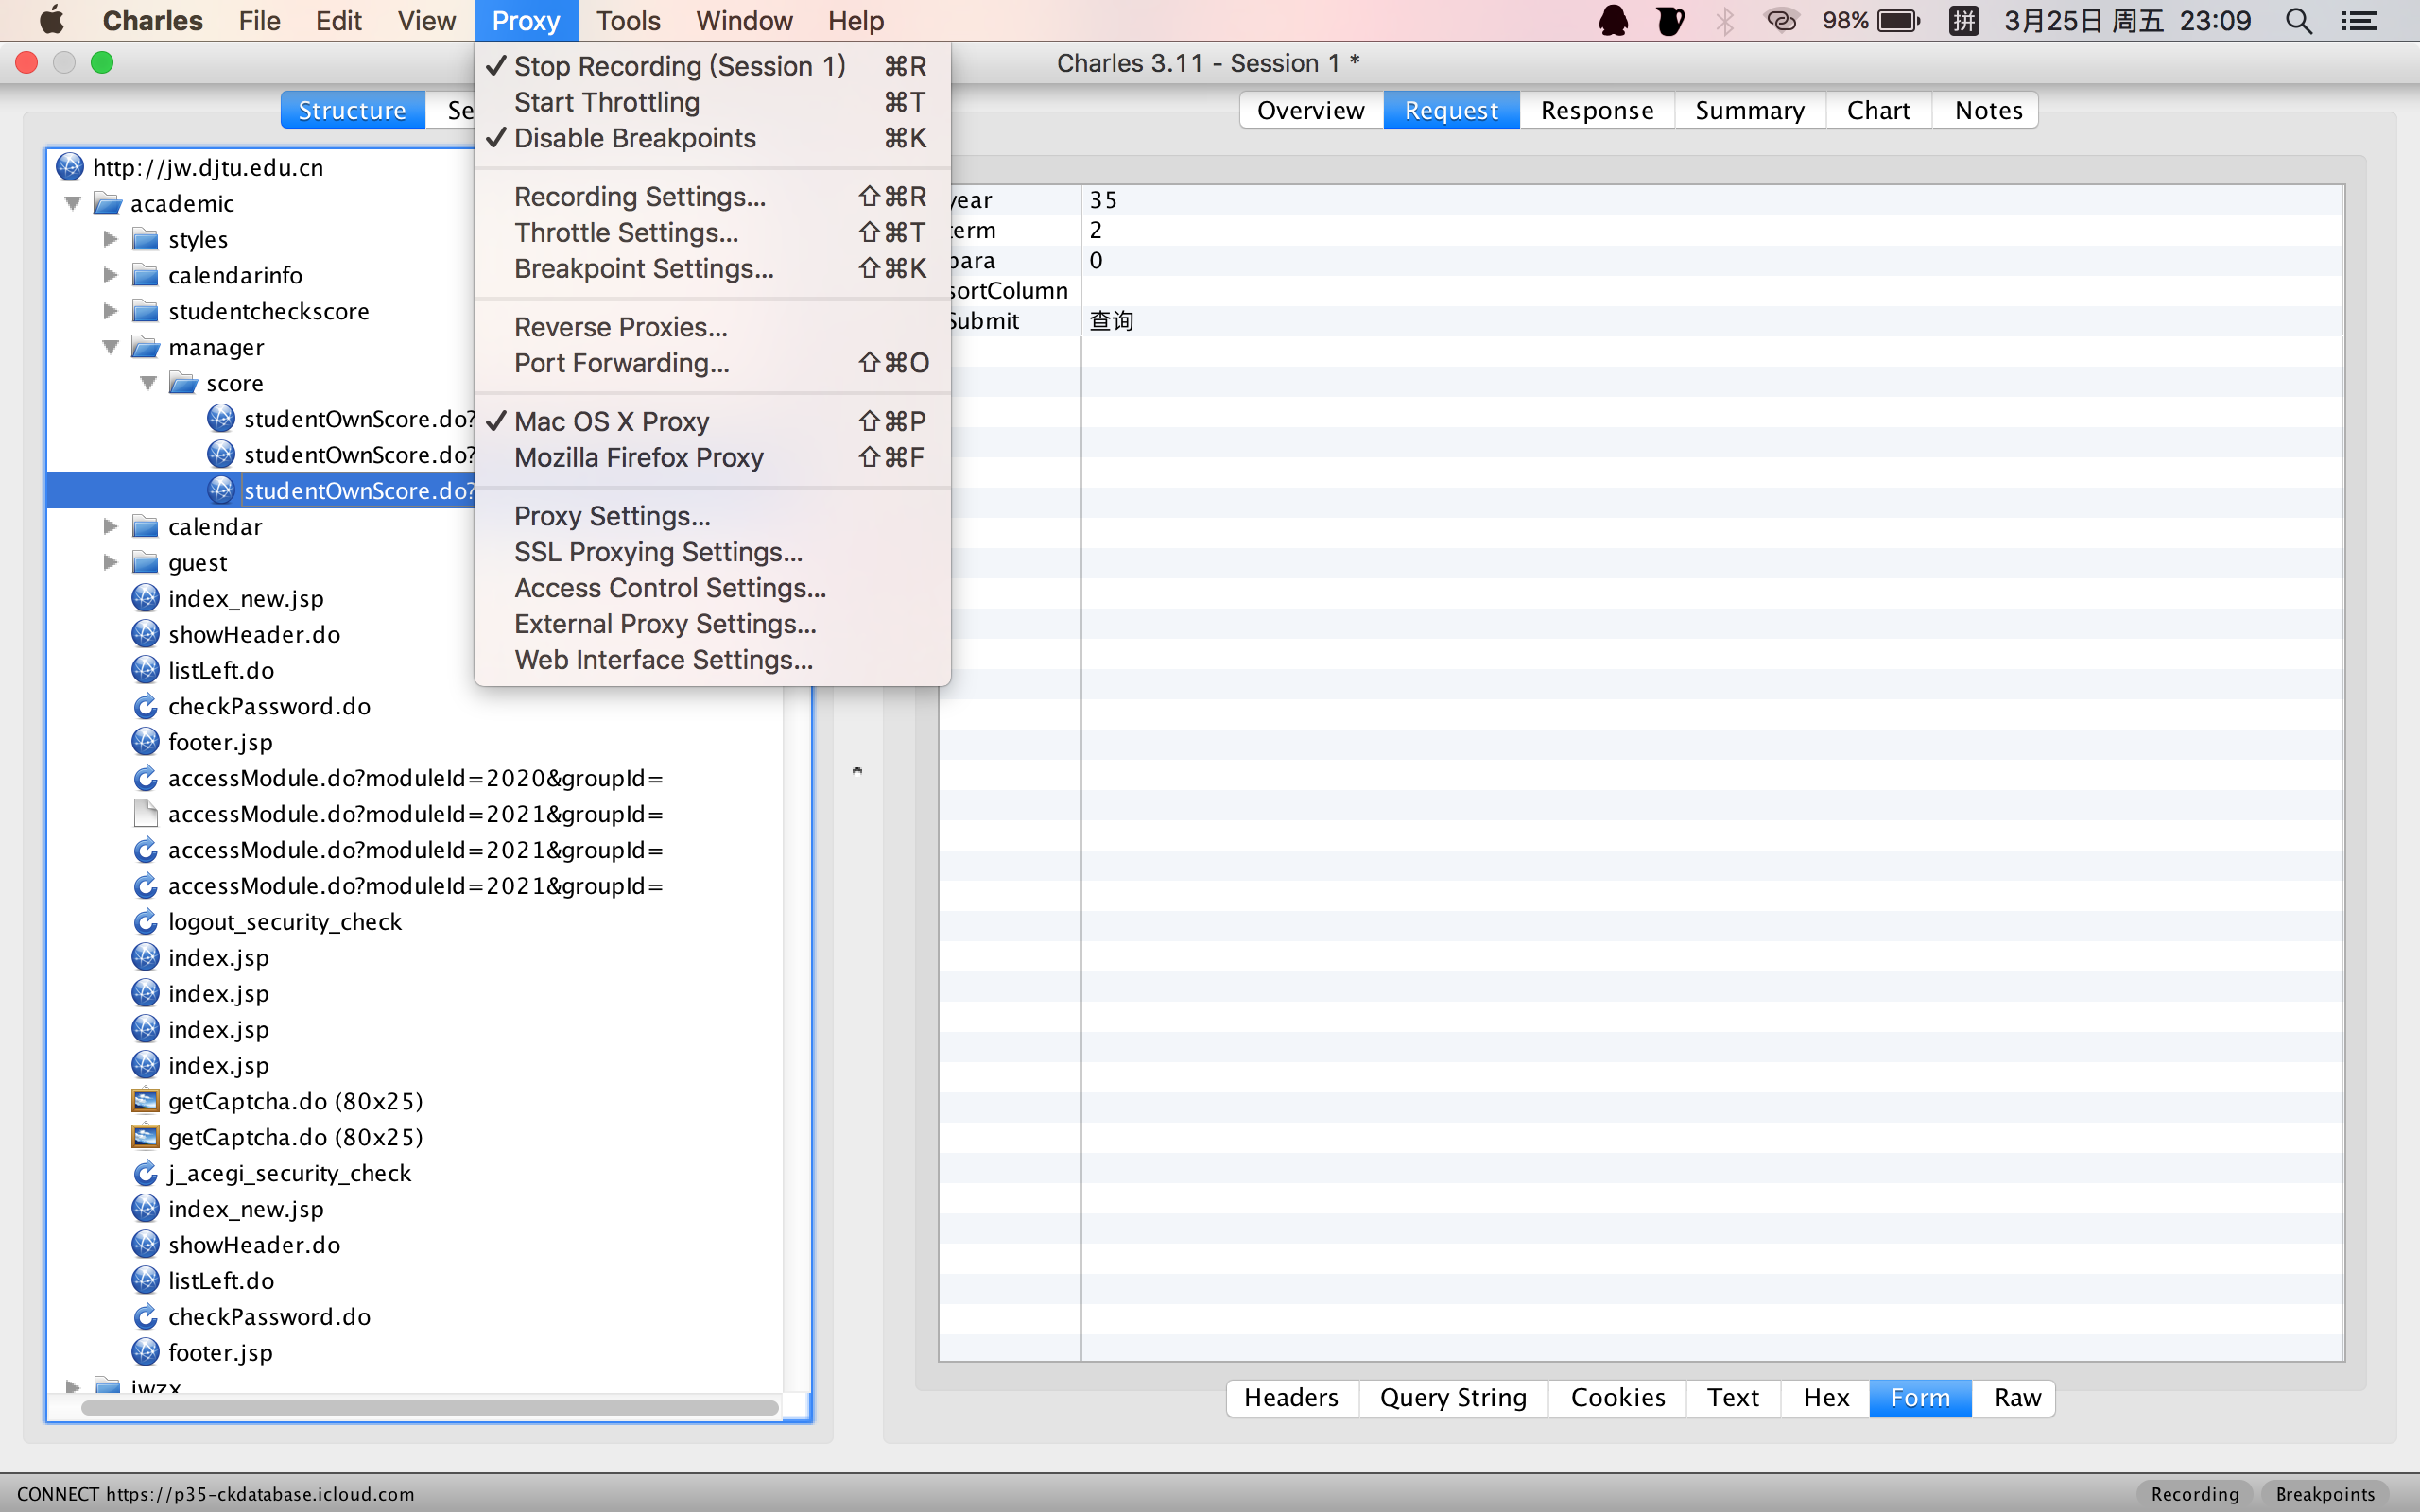 Charles File Edit View Proxy Tools Window Help 98% 拼 3月25日 周五 23:09
Charles 3.11 - Session 1 *
✓ Stop Recording (Session 1) ⌘R
Start Throttling ⌘T
✓ Disable Breakpoints ⌘K
Recording Settings... ⇧⌘R
Throttle Settings... ⇧⌘T
Breakpoint Settings... ⇧⌘K
Reverse Proxies...
Port Forwarding... ⇧⌘O
✓ Mac OS X Proxy ⇧⌘P
Mozilla Firefox Proxy ⇧⌘F
Proxy Settings...
SSL Proxying Settings...
Access Control Settings...
External Proxy Settings...
Web Interface Settings...
Structure Se
http://jw.djtu.edu.cn
academic
styles
calendarinfo
studentcheckscore
manager
score
studentOwnScore.do?
studentOwnScore.do?
studentOwnScore.do?
calendar
guest
index_new.jsp
showHeader.do
listLeft.do
checkPassword.do
footer.jsp
accessModule.do?moduleId=2020&groupId=
accessModule.do?moduleId=2021&groupId=
accessModule.do?moduleId=2021&groupId=
accessModule.do?moduleId=2021&groupId=
logout_security_check
index.jsp
index.jsp
index.jsp
index.jsp
getCaptcha.do (80x25)
getCaptcha.do (80x25)
j_acegi_security_check
index_new.jsp
showHeader.do
listLeft.do
checkPassword.do
footer.jsp
jwzx
Overview Request Response Summary Chart Notes
year 35
term 2
para 0
sortColumn
Submit 查询
Headers Query String Cookies Text Hex Form Raw
CONNECT https://p35-ckdatabase.icloud.com Recording Breakpoints